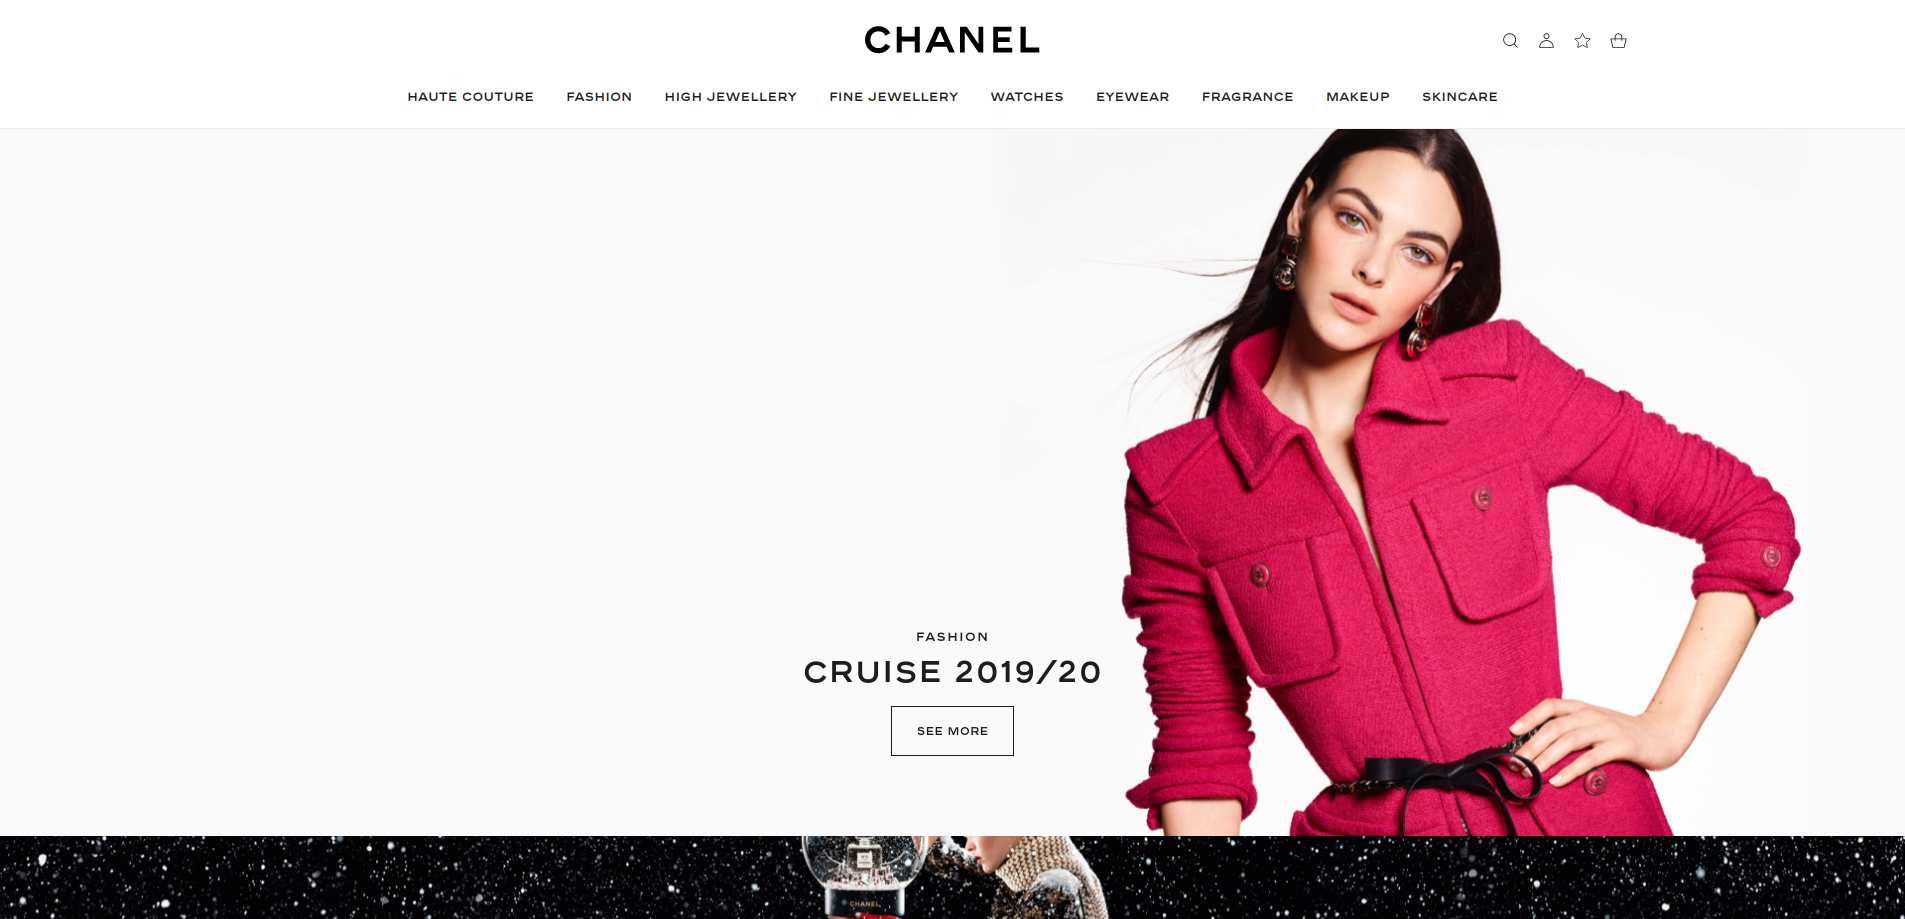 CHANEL
HAUTE COUTURE FASHION HIGH JEWELLERY FINE JEWELLERY WATCHES EYEWEAR FRAGRANCE MAKEUP SKINCARE
FASHION
CRUISE 2019/20
SEE MORE
CHANEL